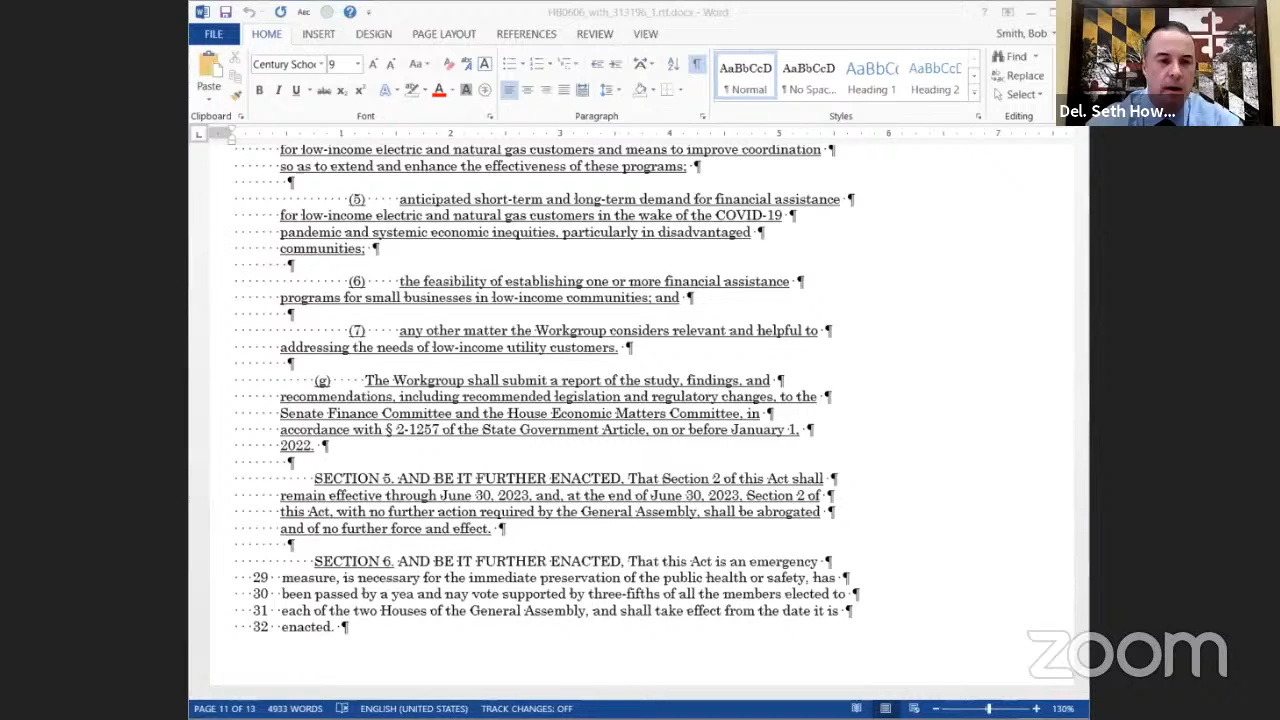 HB0606_with_313196_1.rtf.docx - Word
FILE HOME INSERT DESIGN PAGE LAYOUT REFERENCES REVIEW VIEW Smith, Bob
Century Schoo 9
Paste
Find
Replace
Select
AaBbCcD AaBbCcD AaBbCc AaBbCcD
¶ Normal ¶ No Spac... Heading 1 Heading 2
Clipboard Font Paragraph Styles Editing
Del. Seth How...
1 2 3 4 5 6 7
for low-income electric and natural gas customers and means to improve coordination ¶
so as to extend and enhance the effectiveness of these programs; ¶
¶
(5) anticipated short-term and long-term demand for financial assistance ¶
for low-income electric and natural gas customers in the wake of the COVID-19 ¶
pandemic and systemic economic inequities, particularly in disadvantaged ¶
communities; ¶
¶
(6) the feasibility of establishing one or more financial assistance ¶
programs for small businesses in low-income communities; and ¶
¶
(7) any other matter the Workgroup considers relevant and helpful to ¶
addressing the needs of low-income utility customers. ¶
¶
(g) The Workgroup shall submit a report of the study, findings, and ¶
recommendations, including recommended legislation and regulatory changes, to the ¶
Senate Finance Committee and the House Economic Matters Committee, in ¶
accordance with § 2-1257 of the State Government Article, on or before January 1, ¶
2022. ¶
¶
SECTION 5. AND BE IT FURTHER ENACTED, That Section 2 of this Act shall ¶
remain effective through June 30, 2023, and, at the end of June 30, 2023, Section 2 of ¶
this Act, with no further action required by the General Assembly, shall be abrogated ¶
and of no further force and effect. ¶
¶
SECTION 6. AND BE IT FURTHER ENACTED, That this Act is an emergency ¶
29 measure, is necessary for the immediate preservation of the public health or safety, has ¶
30 been passed by a yea and nay vote supported by three-fifths of all the members elected to ¶
31 each of the two Houses of the General Assembly, and shall take effect from the date it is ¶
32 enacted. ¶
zoom
PAGE 11 OF 13 4933 WORDS ENGLISH (UNITED STATES) TRACK CHANGES: OFF 130%